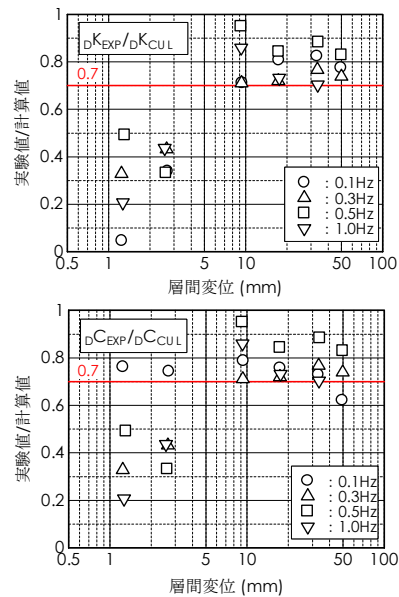 DKEXP/DKCUL
0.7
実験値/計算値
1
0.8
0.6
0.4
0.2
0
○ : 0.1Hz
△ : 0.3Hz
□ : 0.5Hz
▽ : 1.0Hz
0.5 1 5 10 50 100
層間変位 (mm)
DCEXP/DCCUL
0.7
実験値/計算値
1
0.8
0.6
0.4
0.2
0
○ : 0.1Hz
△ : 0.3Hz
□ : 0.5Hz
▽ : 1.0Hz
0.5 1 5 10 50 100
層間変位 (mm)